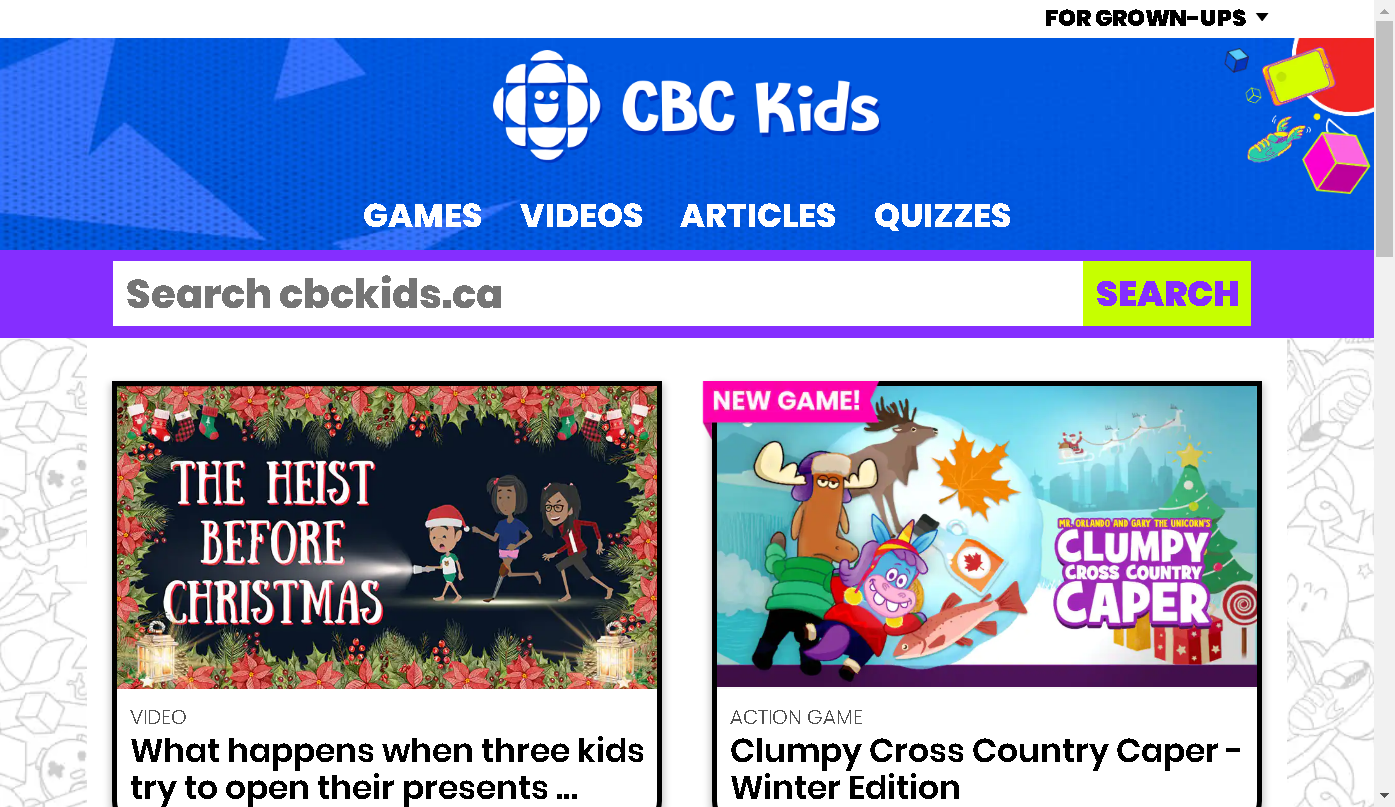 FOR GROWN-UPS
CBC Kids
GAMES VIDEOS ARTICLES QUIZZES
Search cbckids.ca
SEARCH
THE HEIST
BEFORE
CHRISTMAS
VIDEO
What happens when three kids
try to open their presents ...
NEW GAME!
MR. ORLANDO AND GARY THE UNICORN'S
CLUMPY
CROSS COUNTRY
CAPER
ACTION GAME
Clumpy Cross Country Caper -
Winter Edition